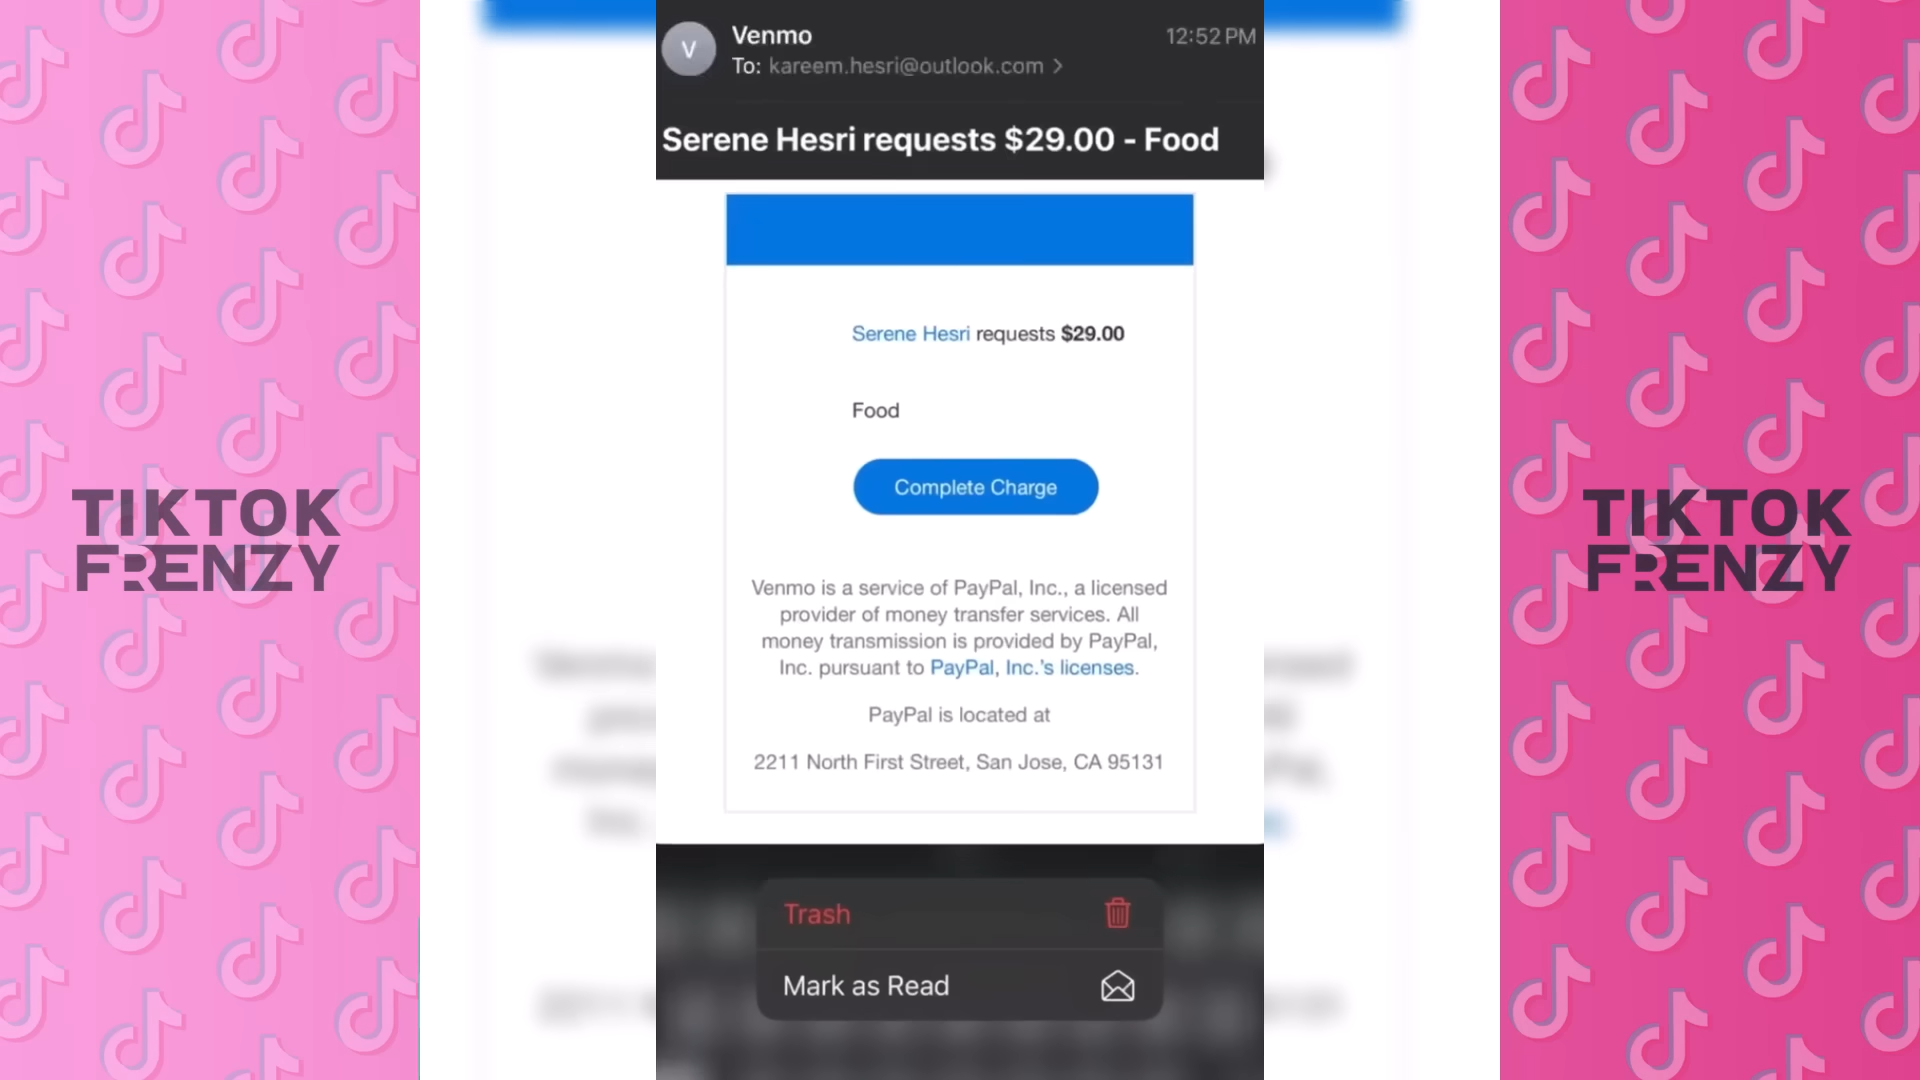 V
Venmo
12:52 PM
To: kareem.hesri@outlook.com
Serene Hesri requests $29.00 - Food
Serene Hesri requests $29.00
Food
Complete Charge
Venmo is a service of PayPal, Inc., a licensed
provider of money transfer services. All
money transmission is provided by PayPal,
Inc. pursuant to PayPal, Inc.'s licenses.
PayPal is located at
2211 North First Street, San Jose, CA 95131
Trash
Mark as Read
TIKTOK
FRENZY
TIKTOK
FRENZY